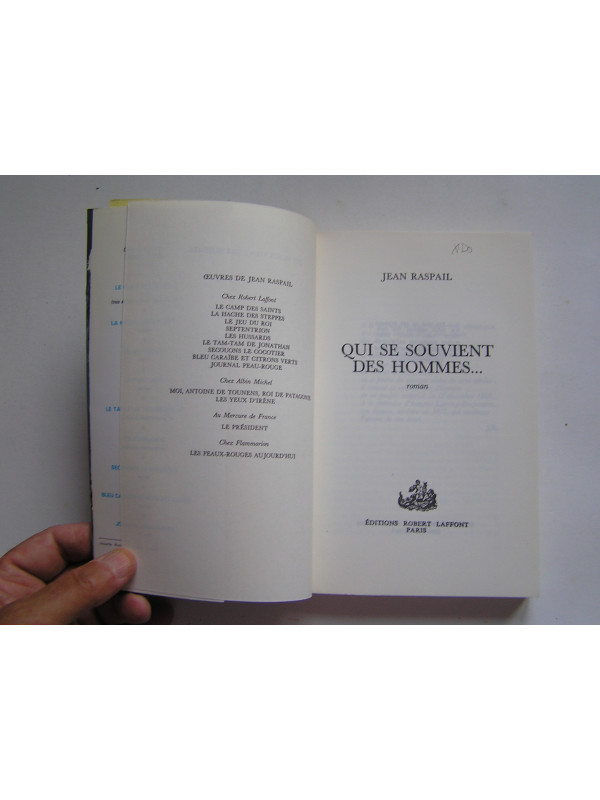 ŒUVRES DE JEAN RASPAIL
Chez Robert Laffont
LE CAMP DES SAINTS
LA HACHE DES STEPPES
LE JEU DU ROI
SEPTENTRION
LES HUSSARDS
LE TAM-TAM DE JONATHAN
SECOUONS LE COCOTIER
BLEU CARAÏBE ET CITRONS VERTS
JOURNAL PEAU-ROUGE
Chez Albin Michel
MOI, ANTOINE DE TOUNENS, ROI DE PATAGONIE
LES YEUX D'IRÈNE
Au Mercure de France
LE PRÉSIDENT
Chez Flammarion
LES PEAUX-ROUGES AUJOURD'HUI
JEAN RASPAIL
QUI SE SOUVIENT
DES HOMMES...
roman
ÉDITIONS ROBERT LAFFONT
PARIS